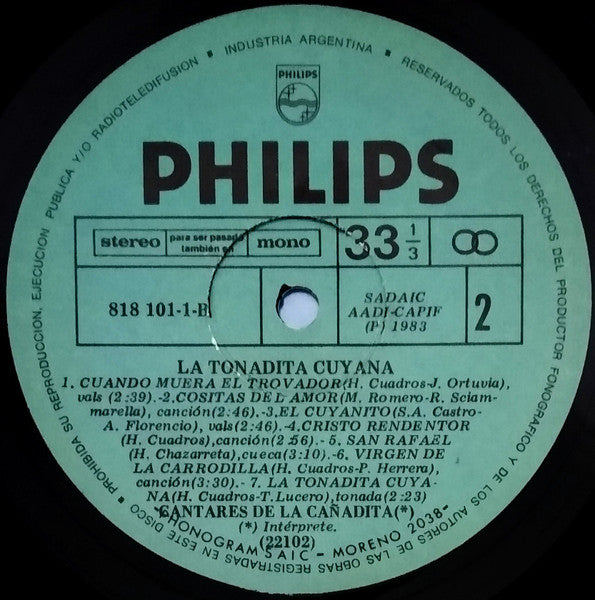 INDUSTRIA ARGENTINA • RESERVADOS TODOS LOS DERECHOS DEL PRODUCTOR FONOGRAFICO Y DE LOS AUTORES DE LAS OBRAS REGISTRADAS EN ESTE DISCO • PROHIBIDA SU REPRODUCCION, EJECUCION PUBLICA Y/O RADIOTELEDIFUSION •
PHILIPS
PHILIPS
stereo para ser pasado también en mono
33 1/3
818 101-1-B
SADAIC
AADI-CAPIF
(P) 1983
2
LA TONADITA CUYANA
1. CUANDO MUERA EL TROVADOR(H. Cuadros-J. Ortuvia),
vals (2:39).-2.COSITAS DEL AMOR(M. Romero-R. Sciam-
marella), canción(2:46).-3.EL CUYANITO(S.A. Castro-
A. Florencio), vals(2:46).-4.CRISTO RENDENTOR
(H. Cuadros),canción(2:56).- 5. SAN RAFAEL
(H. Chazarreta),cueca(3:10).- 6. VIRGEN DE
LA CARRODILLA(H. Cuadros-P. Herrera),
canción(3:30).- 7. LA TONADITA CUYA-
NA(H. Cuadros-T. Lucero),tonada(2:23)
CANTARES DE LA CAÑADITA(*)
(*) Intérprete.
(22102)
-PHONOGRAM SAIC - MORENO 2038-